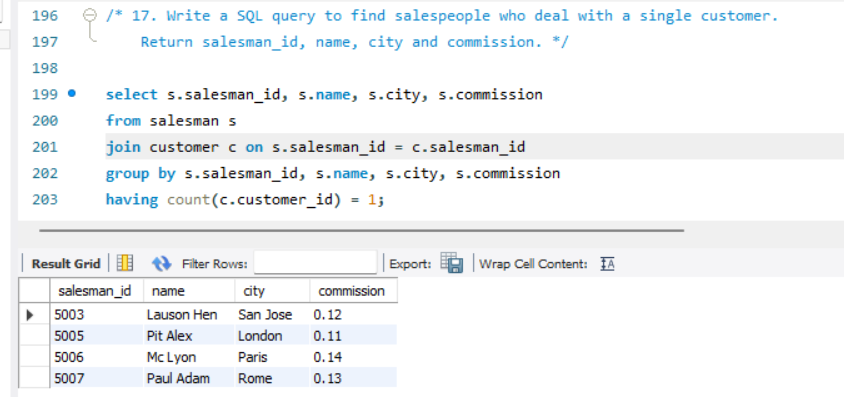 196 /* 17. Write a SQL query to find salespeople who deal with a single customer.
197 Return salesman_id, name, city and commission. */
198
199 select s.salesman_id, s.name, s.city, s.commission
200 from salesman s
201 join customer c on s.salesman_id = c.salesman_id
202 group by s.salesman_id, s.name, s.city, s.commission
203 having count(c.customer_id) = 1;
Result Grid Filter Rows: Export: Wrap Cell Content: IA
salesman_id name city commission
5003 Lauson Hen San Jose 0.12
5005 Pit Alex London 0.11
5006 Mc Lyon Paris 0.14
5007 Paul Adam Rome 0.13